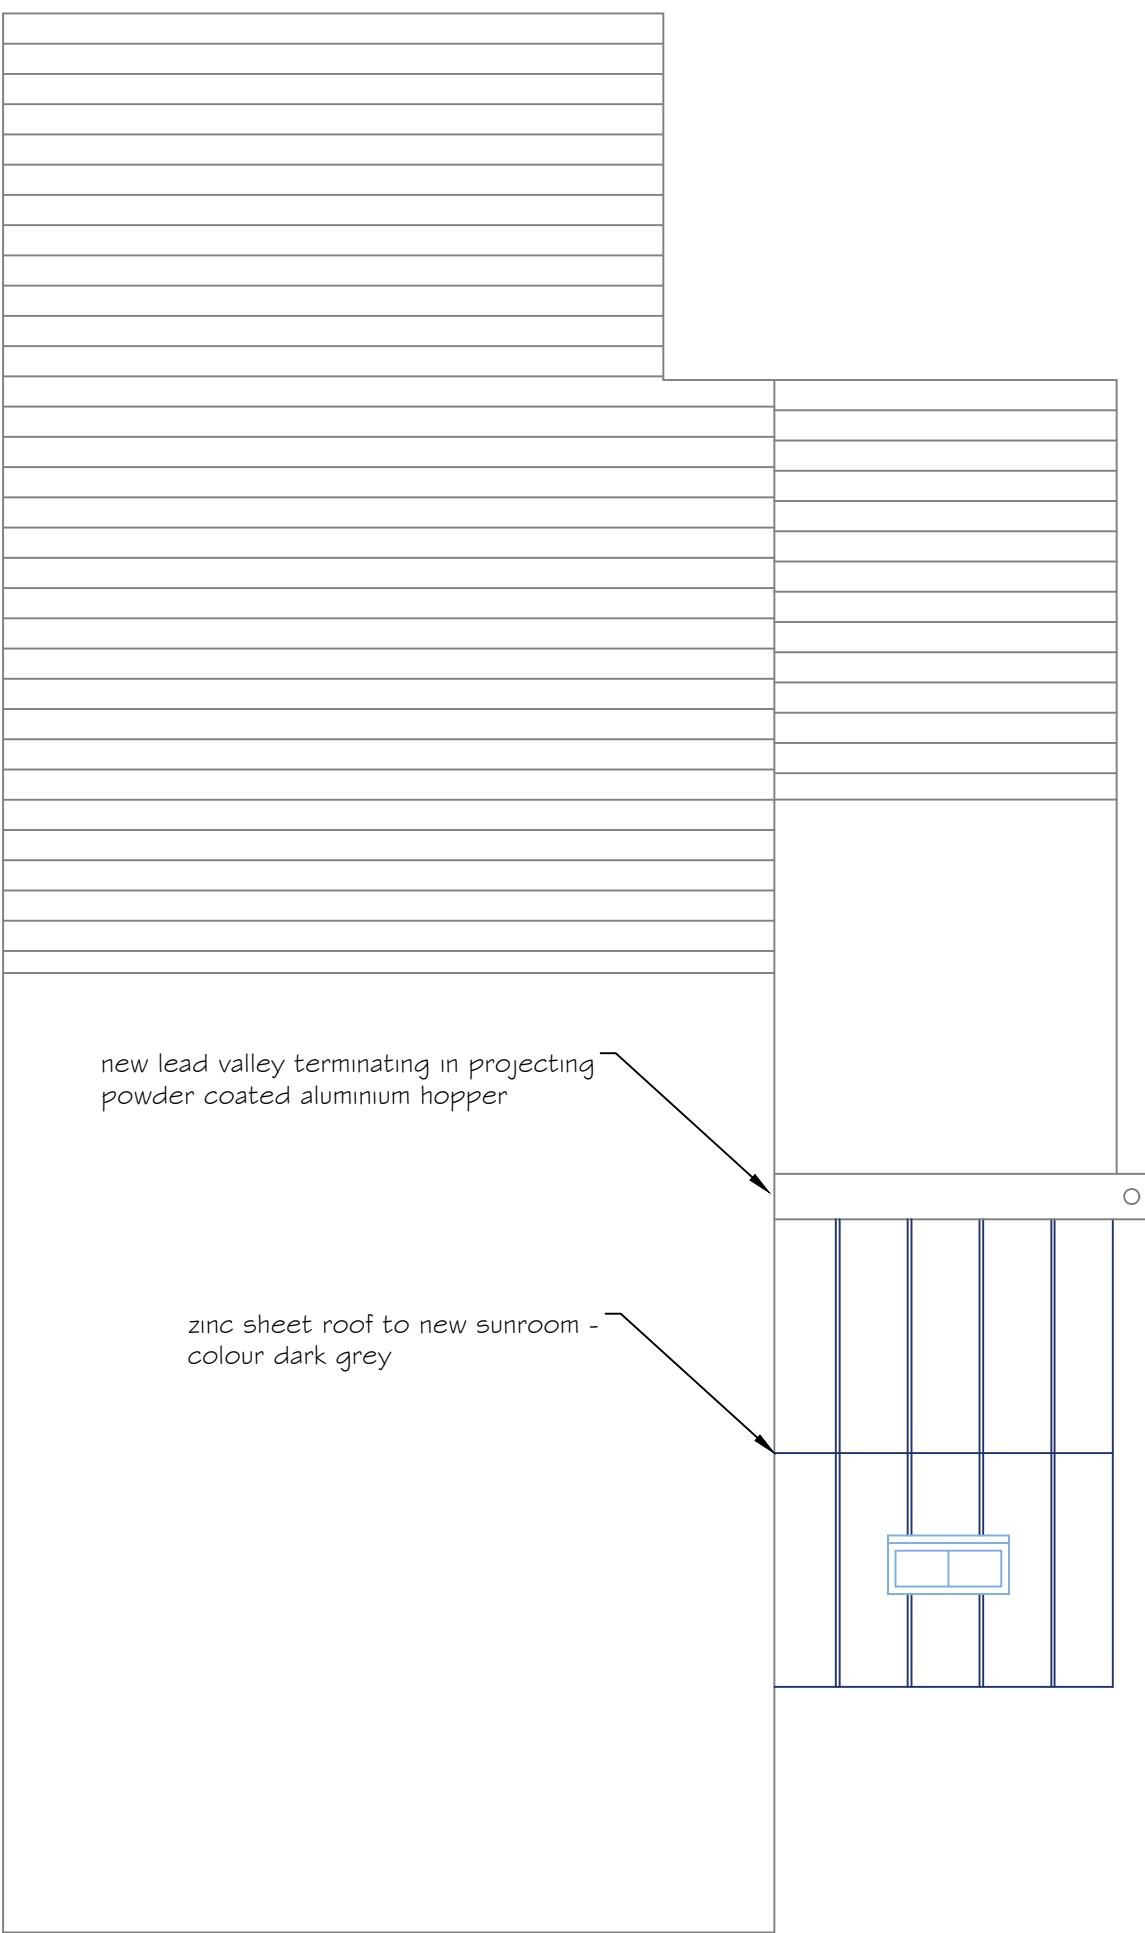 new lead valley terminating in projecting
powder coated aluminium hopper
zinc sheet roof to new sunroom -
colour dark grey